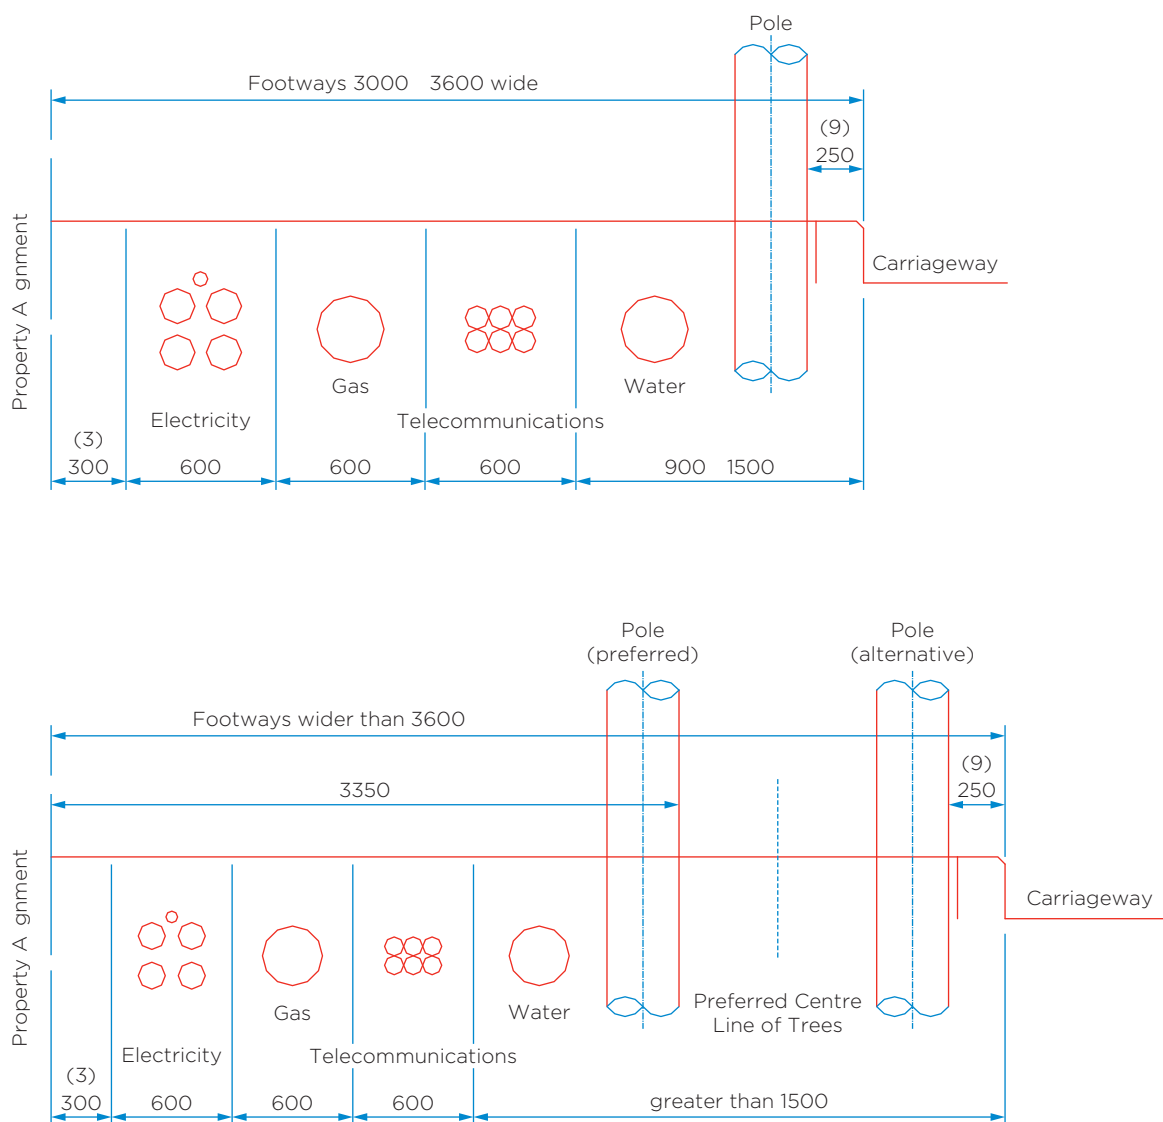 Pole
Footways 3000 3600 wide
(9)
250
Property A gnment
Carriageway
Gas
Water
Electricity
Telecommunications
(3)
300
600
600
600
900 1500
Pole
(preferred)
Pole
(alternative)
Footways wider than 3600
(9)
250
3350
Property A gnment
Carriageway
Gas
Water
Preferred Centre
Line of Trees
Electricity
Telecommunications
(3)
300
600
600
600
greater than 1500